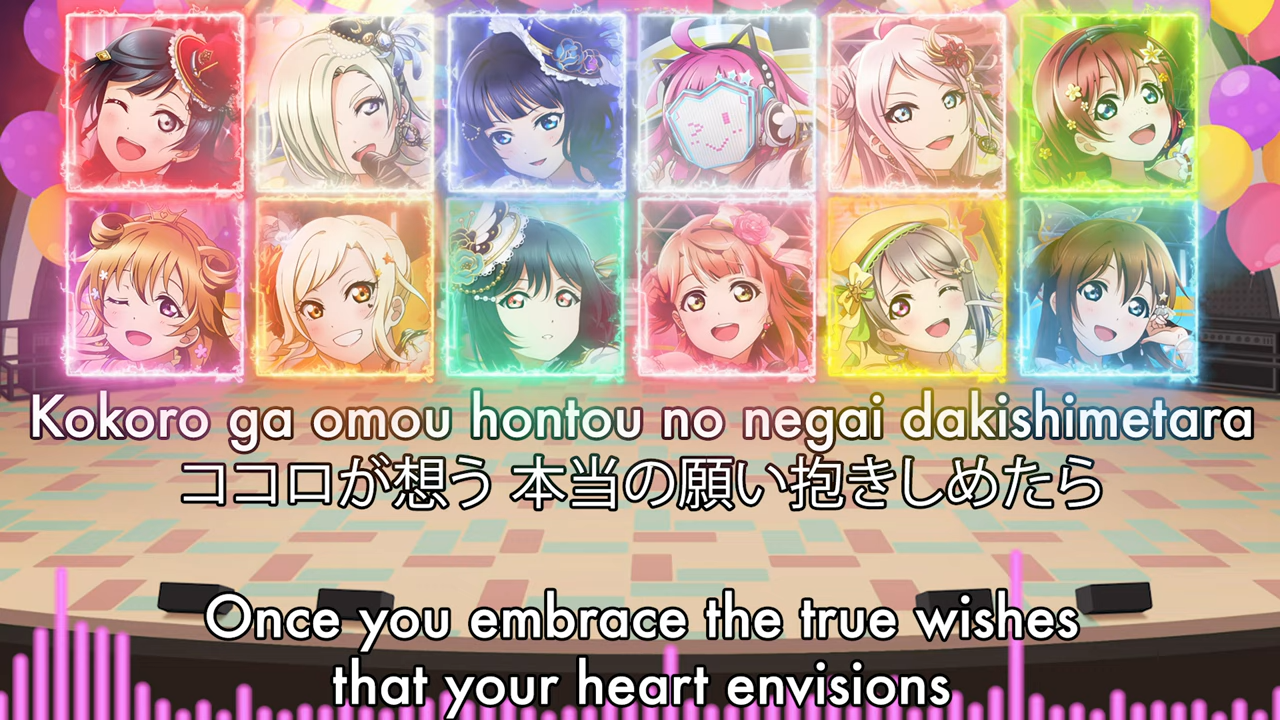 Kokoro ga omou hontou no negai dakishimetara
ココロが想う 本当の願い抱きしめたら
Once you embrace the true wishes
that your heart envisions